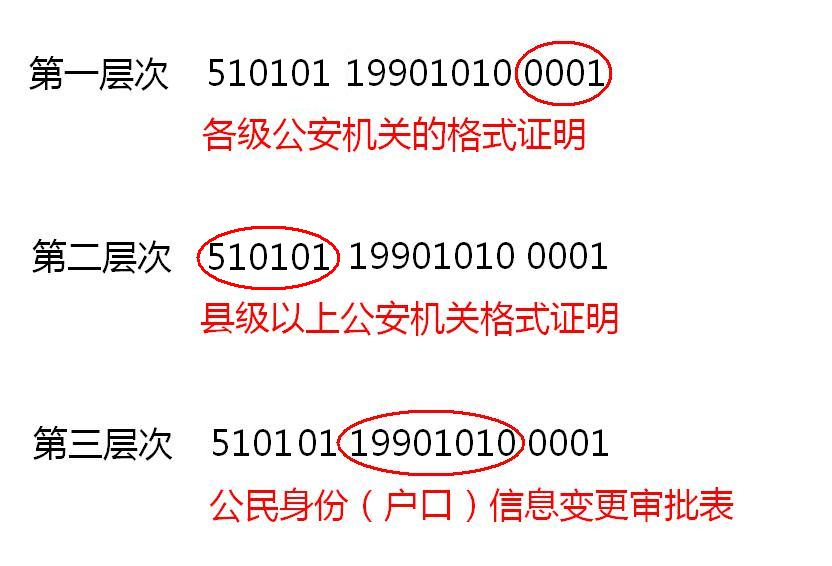 第一层次 510101 19901010 0001
各级公安机关的格式证明
第二层次 510101 19901010 0001
县级以上公安机关格式证明
第三层次 510101 19901010 0001
公民身份（户口）信息变更审批表